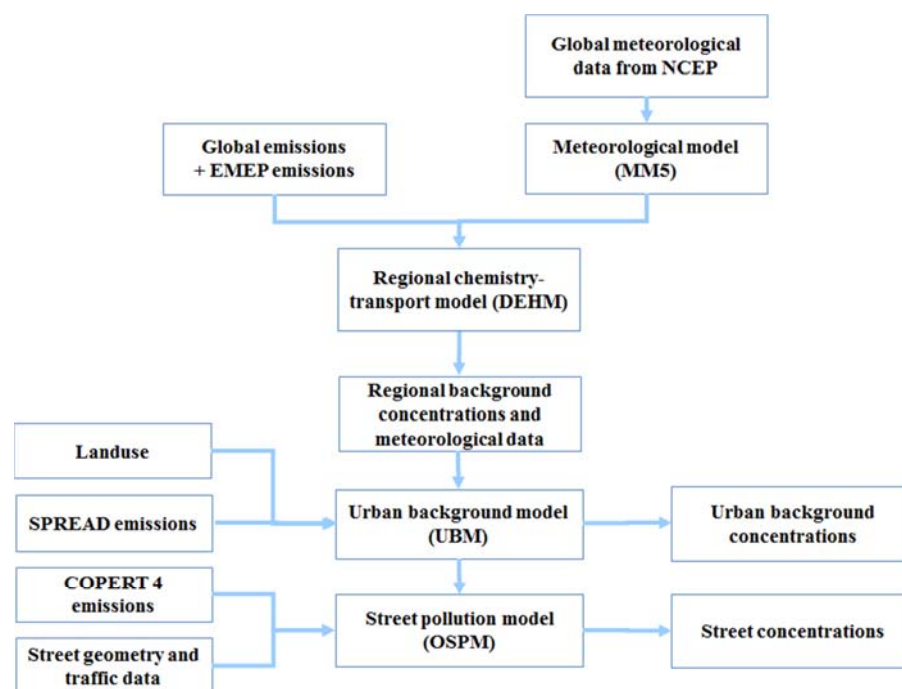 Global meteorological
data from NCEP
Global emissions
+ EMEP emissions
Meteorological model
(MM5)
Regional chemistry-
transport model (DEHM)
Regional background
concentrations and
meteorological data
Landuse
SPREAD emissions
Urban background model
(UBM)
Urban background
concentrations
COPERT 4
emissions
Street geometry and
traffic data
Street pollution model
(OSPM)
Street concentrations